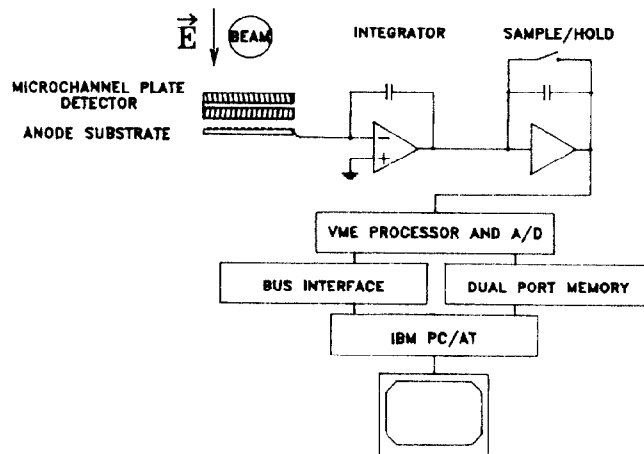 E
BEAM
INTEGRATOR
SAMPLE/HOLD
MICROCHANNEL PLATE
DETECTOR
ANODE SUBSTRATE
−
+
VME PROCESSOR AND A/D
BUS INTERFACE
DUAL PORT MEMORY
IBM PC/AT